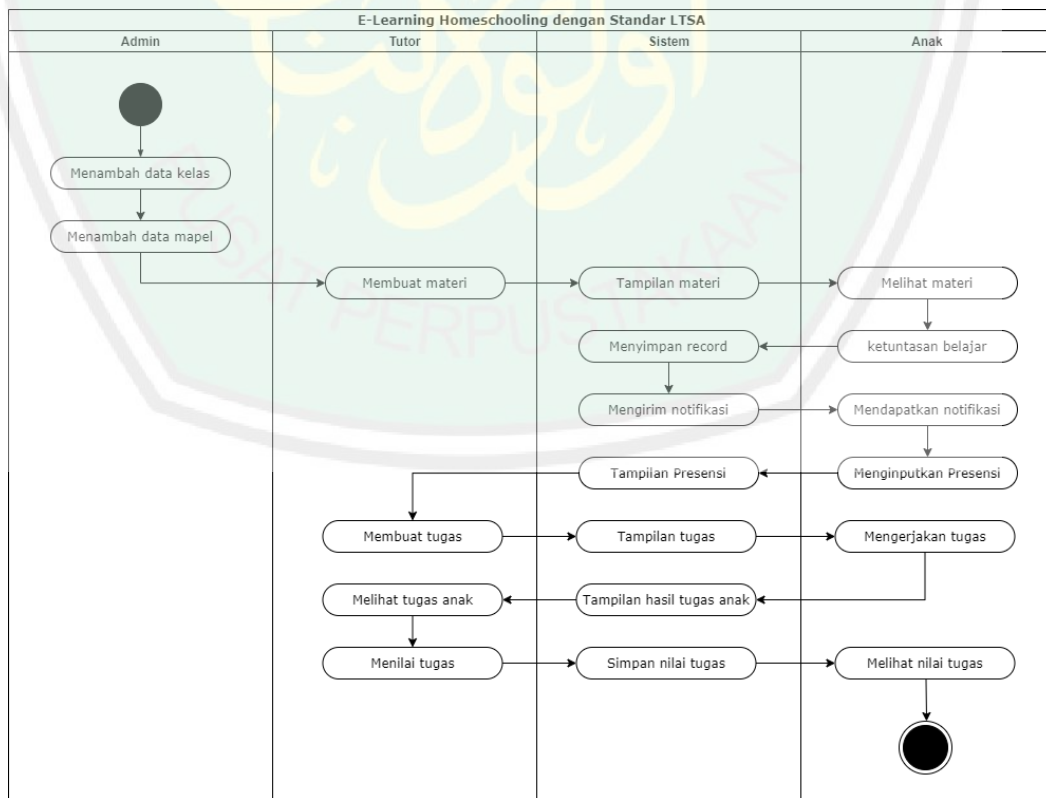 E-Learning Homeschooling dengan Standar LTSA
Admin
Tutor
Sistem
Anak
Menambah data kelas
Menambah data mapel
Membuat materi
Tampilan materi
Melihat materi
Menyimpan record
ketuntasan belajar
Mengirim notifikasi
Mendapatkan notifikasi
Tampilan Presensi
Menginputkan Presensi
Membuat tugas
Tampilan tugas
Mengerjakan tugas
Melihat tugas anak
Tampilan hasil tugas anak
Menilai tugas
Simpan nilai tugas
Melihat nilai tugas
PUSAT PERPUSTAKAAN